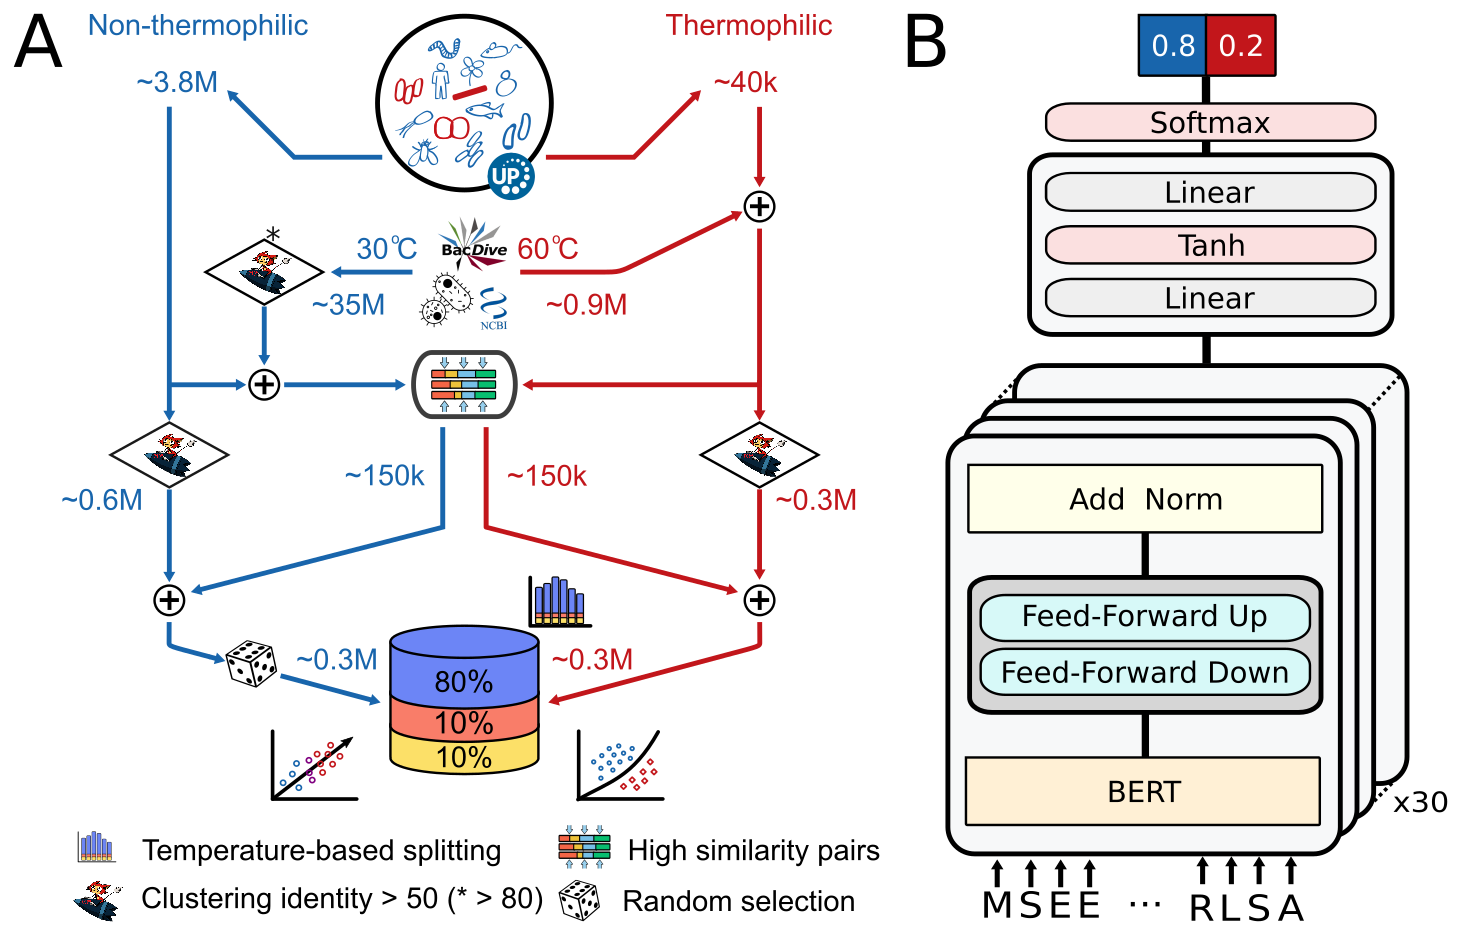 A
Non-thermophilic
Thermophilic
~3.8M
~40k
UP
30°C
BacDive
60°C
~35M
NCBI
~0.9M
*
~0.6M
~150k
~150k
~0.3M
~0.3M
~0.3M
80%
10%
10%
Temperature-based splitting
High similarity pairs
Clustering identity > 50 (* > 80)
Random selection
B
0.8 0.2
Softmax
Linear
Tanh
Linear
Add Norm
Feed-Forward Up
Feed-Forward Down
BERT
x30
M S E E ... R L S A